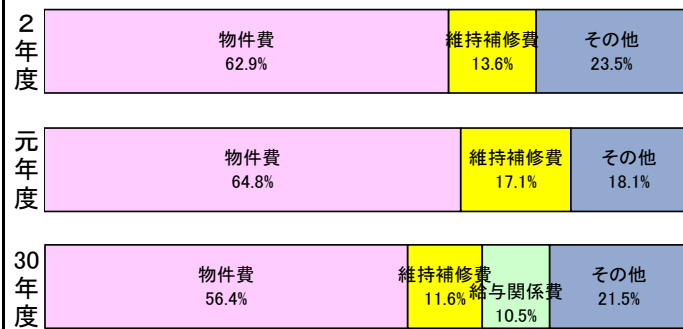 2年度
物件費
62.9%
維持補修費
13.6%
その他
23.5%
元年度
物件費
64.8%
維持補修費
17.1%
その他
18.1%
30年度
物件費
56.4%
維持補修費
11.6%
給与関係費
10.5%
その他
21.5%